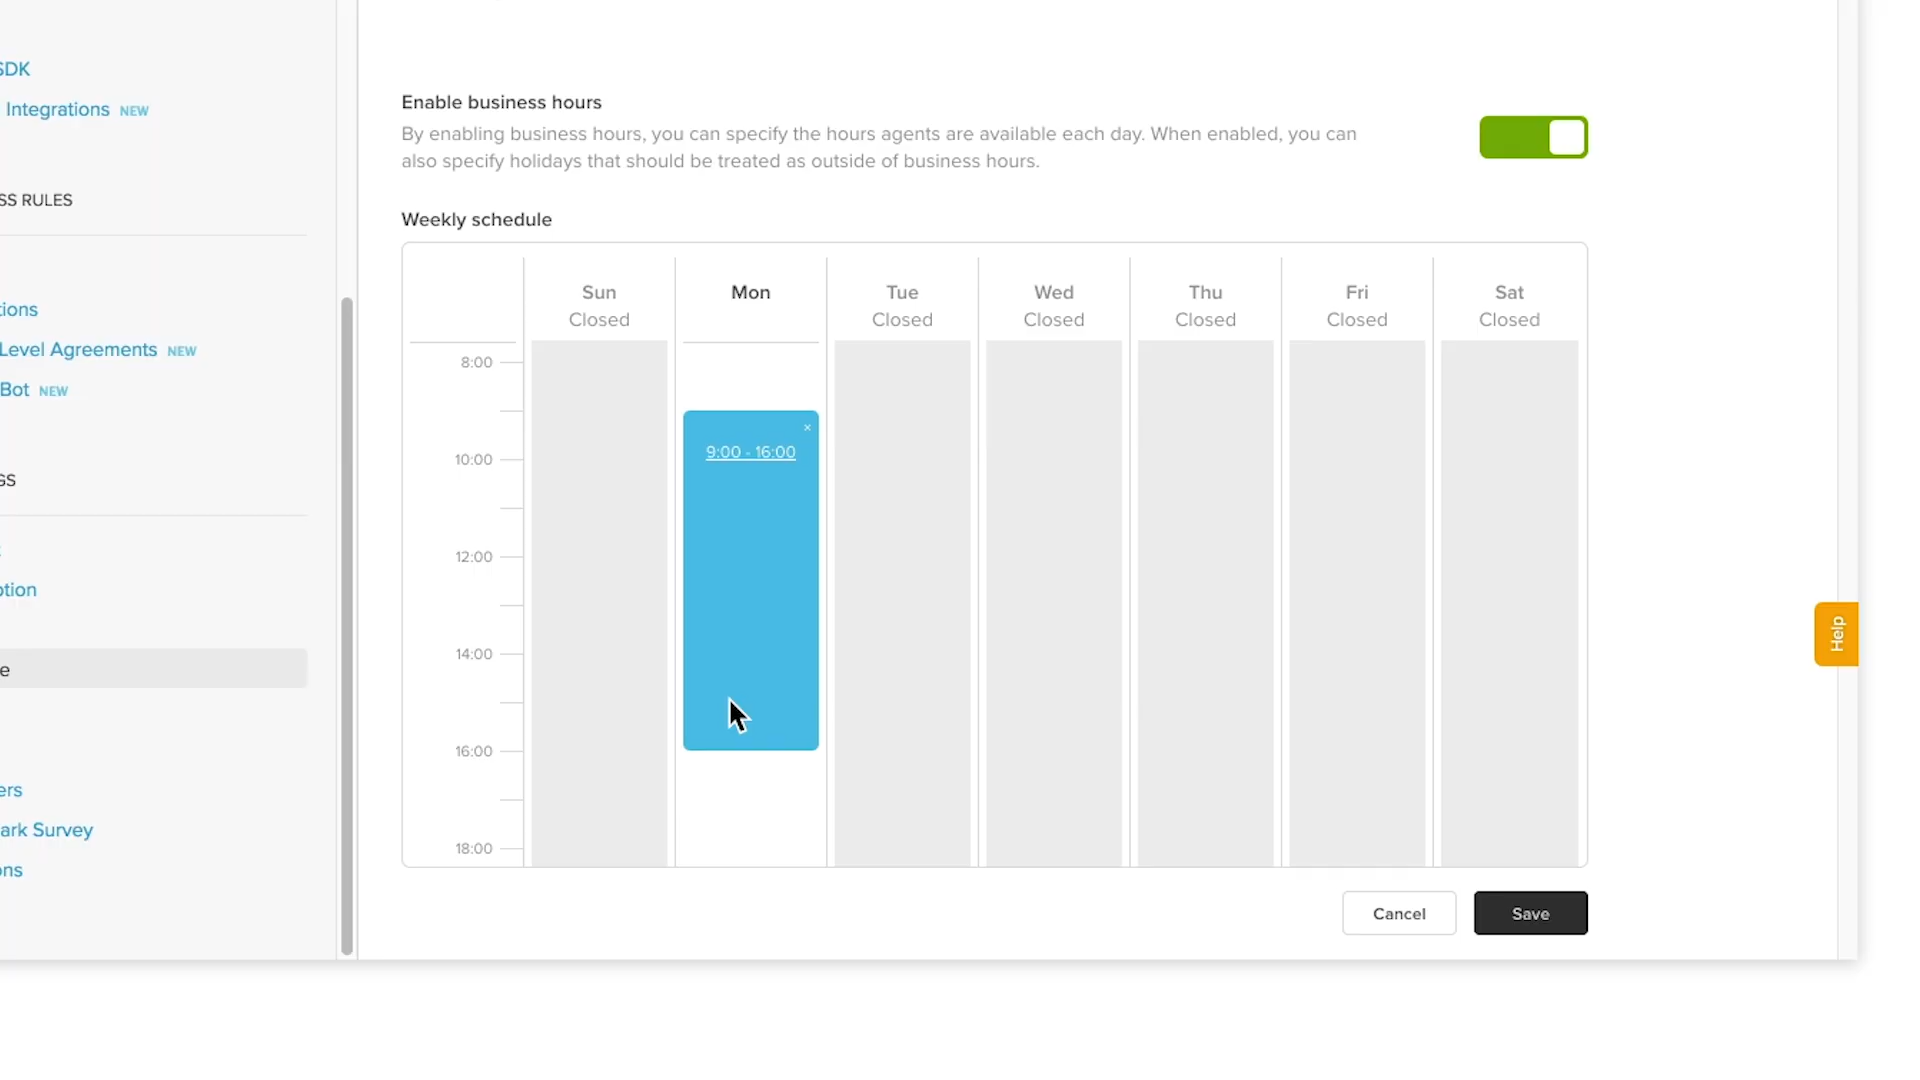 SDK
Integrations NEW
SS RULES
tions
Level Agreements NEW
Bot NEW
GS
ption
e
ers
ark Survey
ons
Enable business hours
By enabling business hours, you can specify the hours agents are available each day. When enabled, you can
also specify holidays that should be treated as outside of business hours.
Weekly schedule
Sun Mon Tue Wed Thu Fri Sat
Closed Closed Closed Closed Closed Closed
8:00
×
9:00 - 16:00
10:00
12:00
14:00
16:00
18:00
Cancel Save
Help